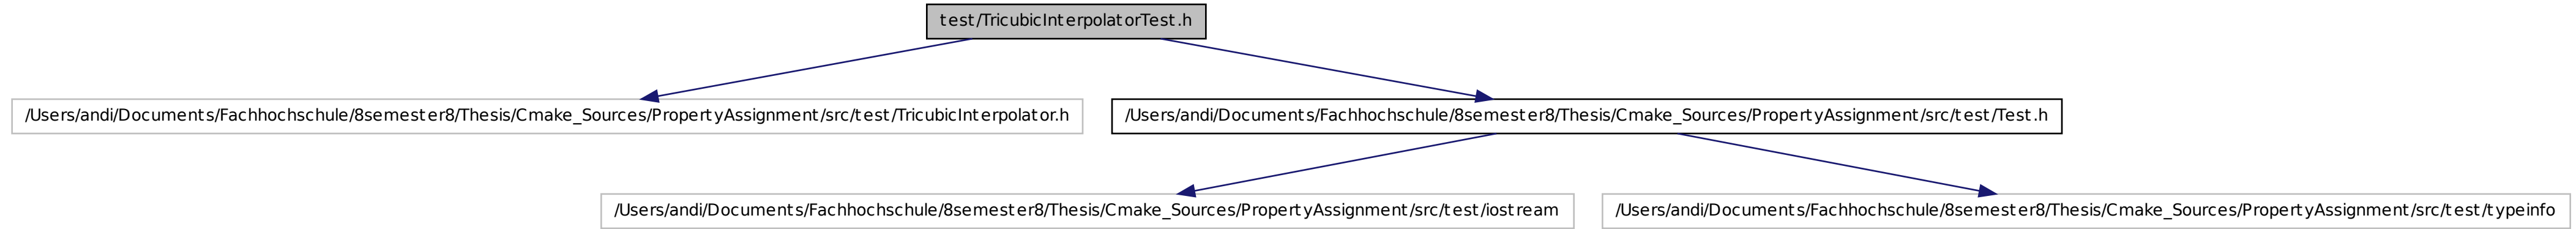 test/TricubicInterpolatorTest.h
/Users/andi/Documents/Fachhochschule/8semester8/Thesis/Cmake_Sources/PropertyAssignment/src/test/TricubicInterpolator.h
/Users/andi/Documents/Fachhochschule/8semester8/Thesis/Cmake_Sources/PropertyAssignment/src/test/Test.h
/Users/andi/Documents/Fachhochschule/8semester8/Thesis/Cmake_Sources/PropertyAssignment/src/test/iostream
/Users/andi/Documents/Fachhochschule/8semester8/Thesis/Cmake_Sources/PropertyAssignment/src/test/typeinfo